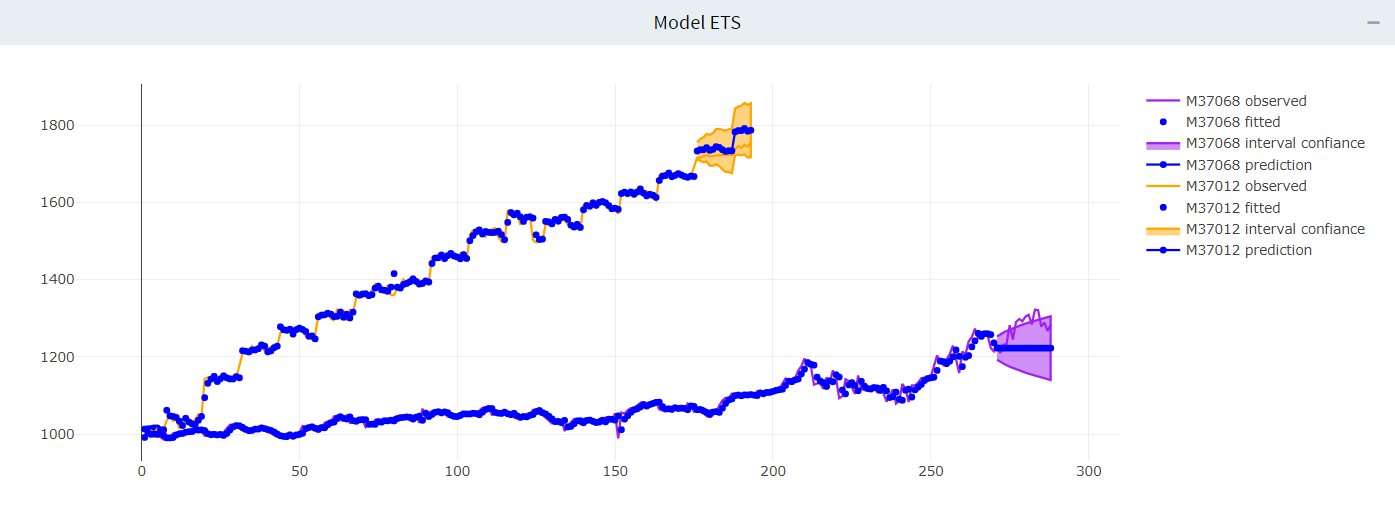 Model ETS
1800
1600
1400
1200
1000
0
50
100
150
200
250
300
M37068 observed
M37068 fitted
M37068 interval confiance
M37068 prediction
M37012 observed
M37012 fitted
M37012 interval confiance
M37012 prediction